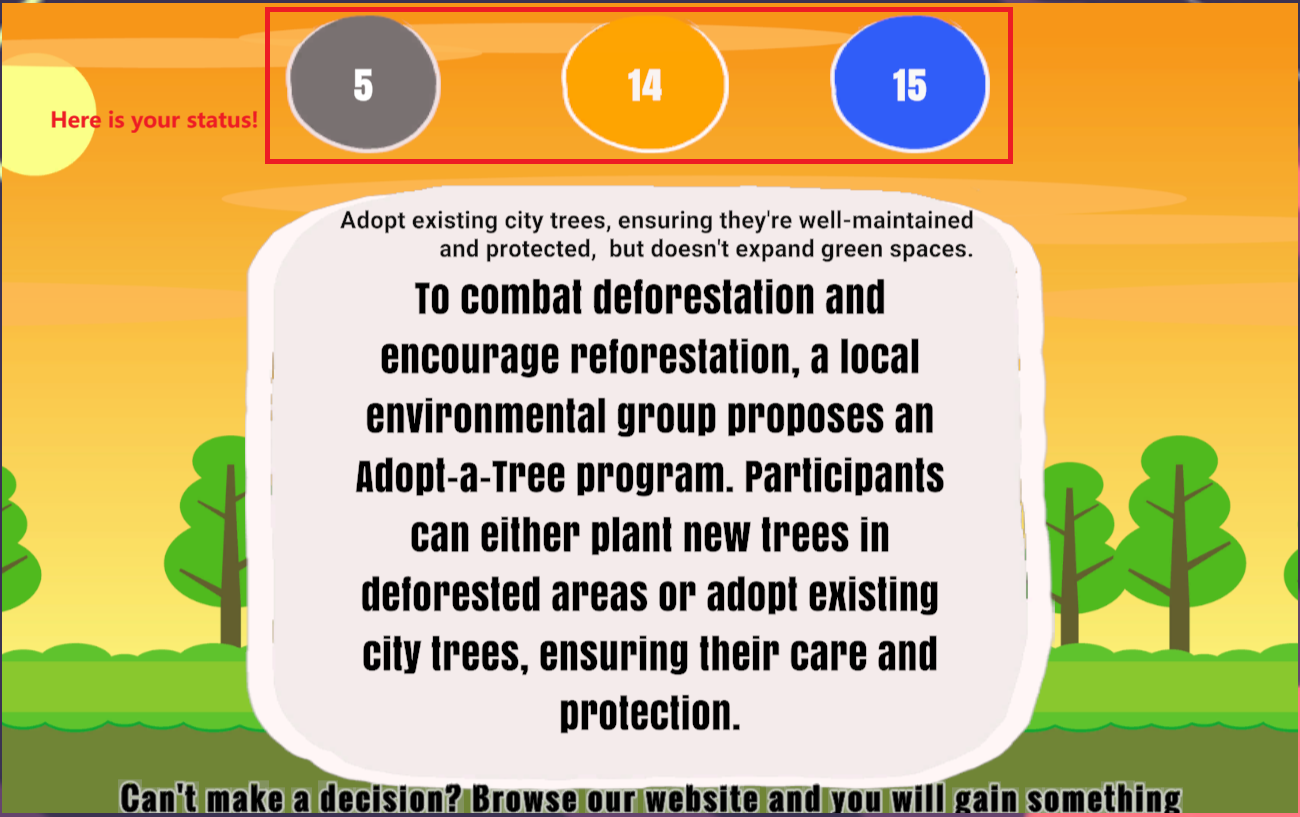 5
14
15
Here is your status!
Adopt existing city trees, ensuring they're well-maintained
and protected,  but doesn't expand green spaces.
To combat deforestation and
encourage reforestation, a local
environmental group proposes an
Adopt-a-Tree program. Participants
can either plant new trees in
deforested areas or adopt existing
city trees, ensuring their care and
protection.
Can't make a decision? Browse our website and you will gain something